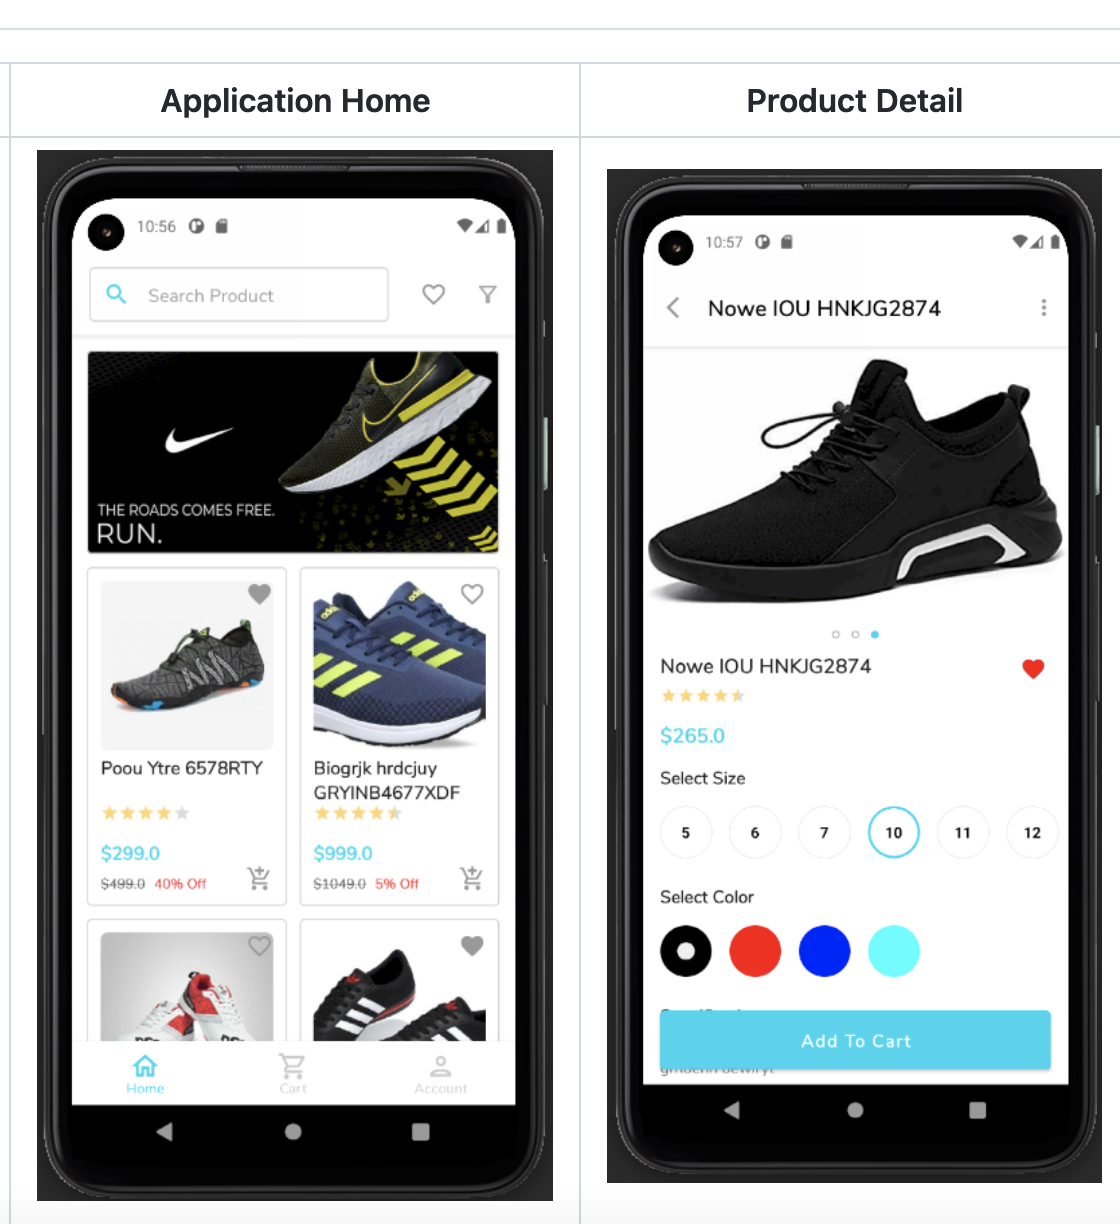 Application Home
Product Detail
10:56
Search Product
THE ROADS COMES FREE.
RUN.
Poou Ytre 6578RTY
$299.0
$499.0 40% Off
Biogrjk hrdcjuy
GRYINB4677XDF
$999.0
$1049.0 5% Off
Home
Cart
Account
10:57
Nowe IOU HNKJG2874
Nowe IOU HNKJG2874
$265.0
Select Size
5 6 7 10 11 12
Select Color
Add To Cart